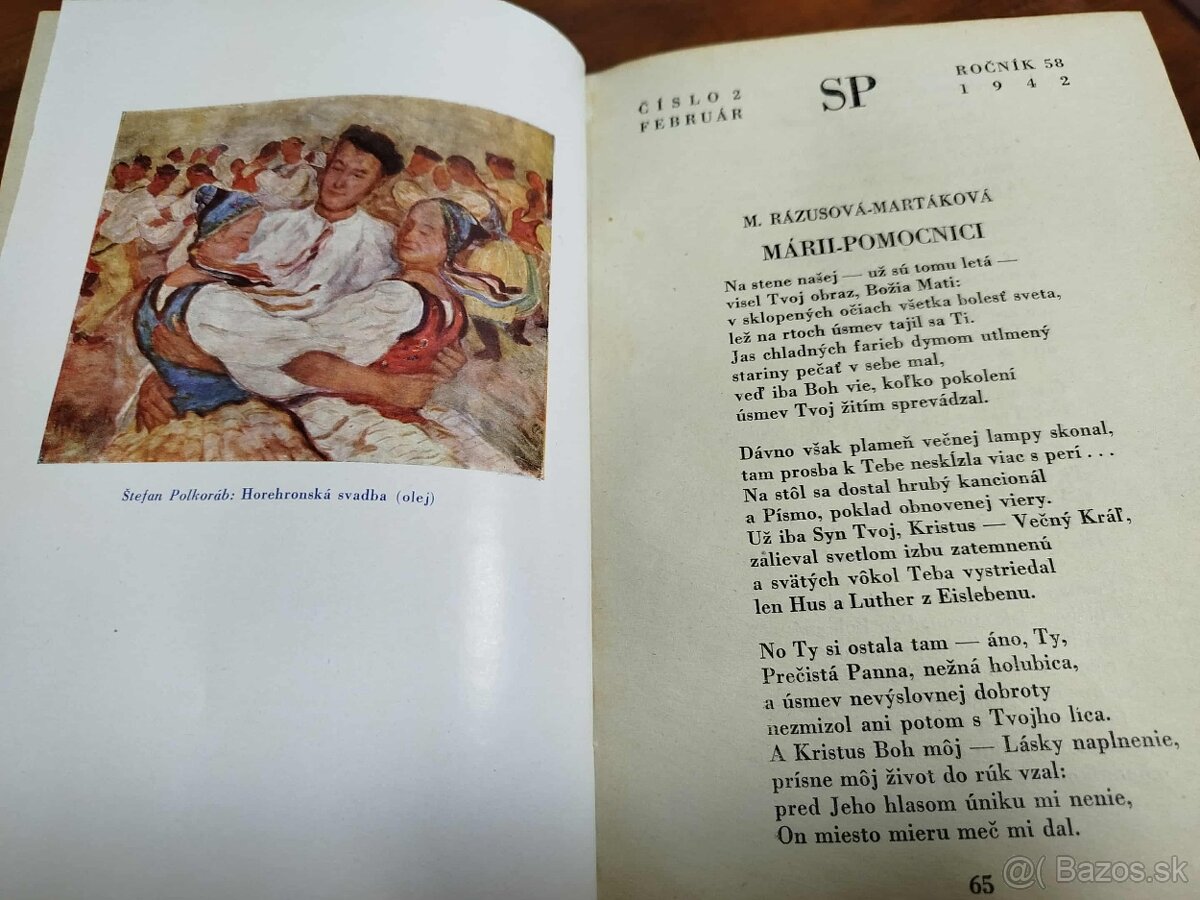 Štefan Polkoráb: Horehronská svadba (olej)
ČÍSLO 2
FEBRUÁR
SP
ROČNÍK 58
1942
M. RÁZUSOVÁ-MARTÁKOVÁ
MÁRII-POMOCNICI
Na stene našej — už sú tomu letá —
visel Tvoj obraz, Božia Mati:
v sklopených očiach všetka bolesť sveta,
lež na rtoch úsmev tajil sa Ti.
Jas chladných farieb dymom utlmený
stariny pečať v sebe mal,
veď iba Boh vie, koľko pokolení
úsmev Tvoj žitím sprevádzal.
Dávno však plameň večnej lampy skonal,
tam prosba k Tebe neskĺzla viac s perí . . .
Na stôl sa dostal hrubý kancionál
a Písmo, poklad obnovenej viery.
Už iba Syn Tvoj, Kristus — Večný Kráľ,
zálieval svetlom izbu zatemnenú
a svätých vôkol Teba vystriedal
len Hus a Luther z Eislebenu.
No Ty si ostala tam — áno, Ty,
Prečistá Panna, nežná holubica,
a úsmev nevýslovnej dobroty
nezmizol ani potom s Tvojho líca.
A Kristus Boh môj — Lásky naplnenie,
prísne môj život do rúk vzal:
pred Jeho hlasom úniku mi nenie,
On miesto mieru meč mi dal.
65
@( Bazos.sk